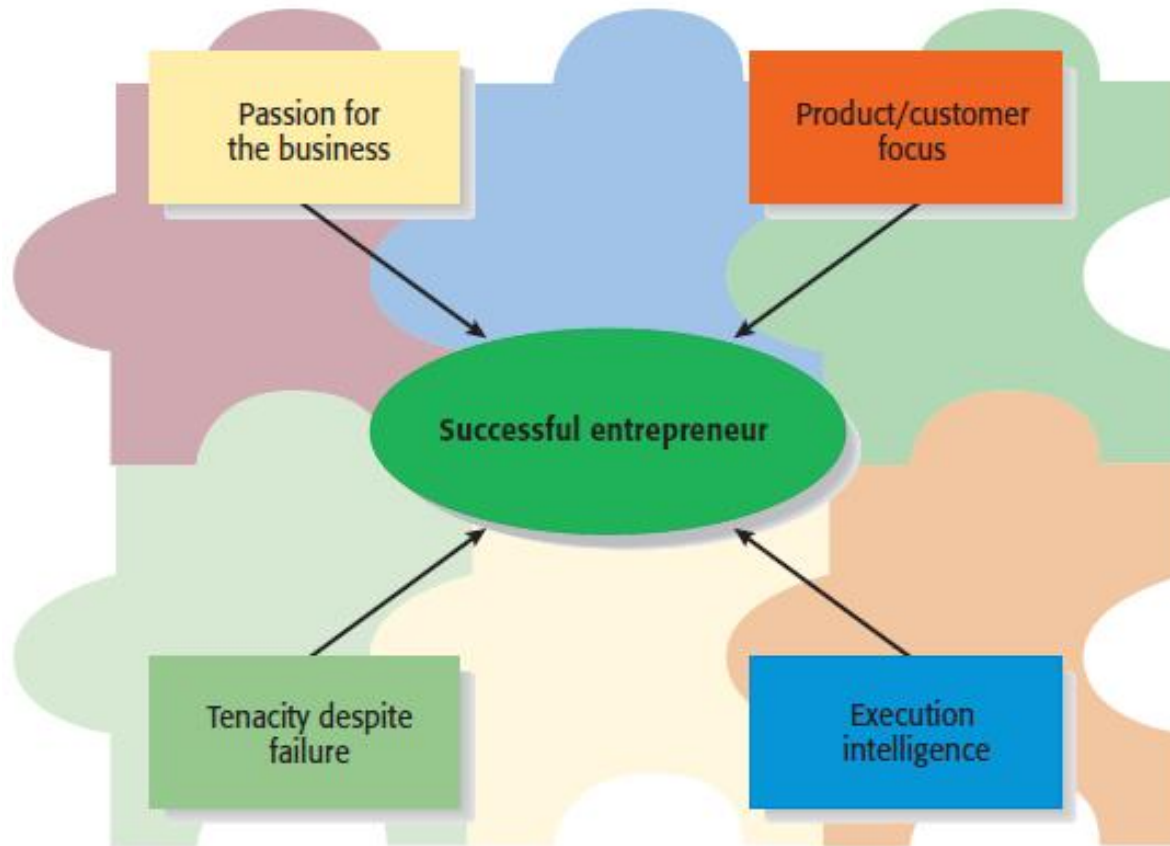 Passion for
the business
Product/customer
focus
Successful entrepreneur
Tenacity despite
failure
Execution
intelligence